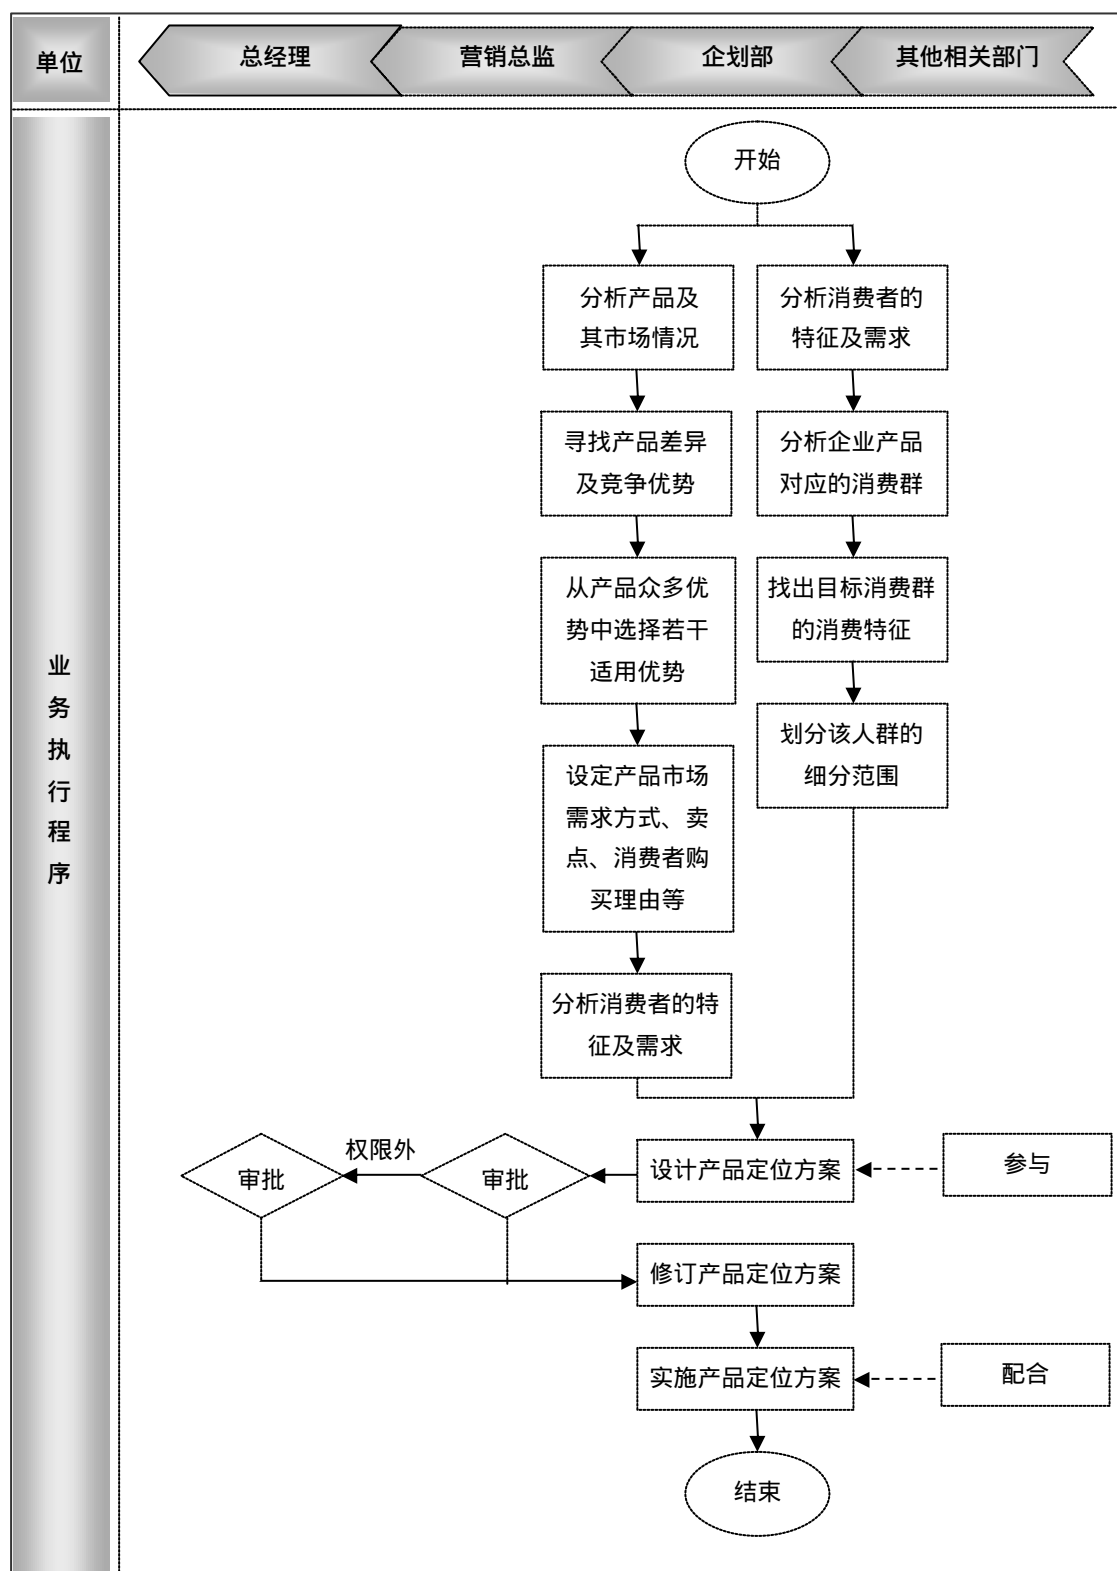 单位
总经理
营销总监
企划部
其他相关部门
业
务
执
行
程
序
开始
分析产品及
其市场情况
分析消费者的
特征及需求
寻找产品差异
及竞争优势
分析企业产品
对应的消费群
从产品众多优
势中选择若干
适用优势
找出目标消费群
的消费特征
设定产品市场
需求方式、卖
点、消费者购
买理由等
划分该人群的
细分范围
分析消费者的特
征及需求
审批
权限外
审批
设计产品定位方案
参与
修订产品定位方案
实施产品定位方案
配合
结束